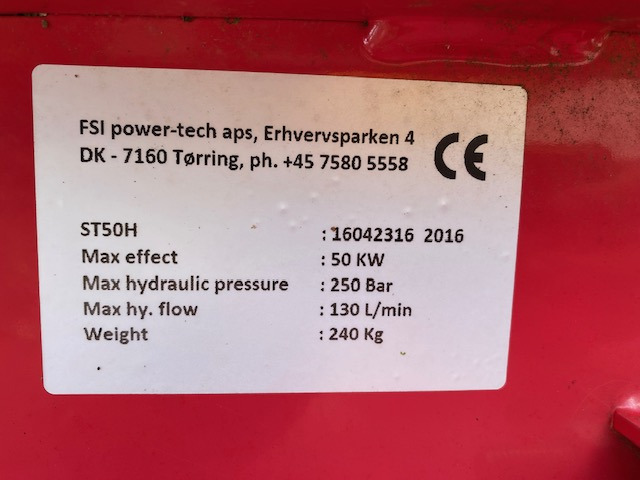 FSI power-tech aps, Erhvervsparken 4
DK - 7160 Tørring, ph. +45 7580 5558
CE
ST50H : 16042316 2016
Max effect : 50 KW
Max hydraulic pressure : 250 Bar
Max hy. flow : 130 L/min
Weight : 240 Kg